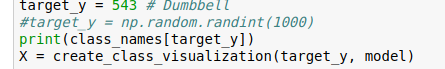 target_y = 543 # Dumbbell
#target_y = np.random.randint(1000)
print(class_names[target_y])
X = create_class_visualization(target_y, model)